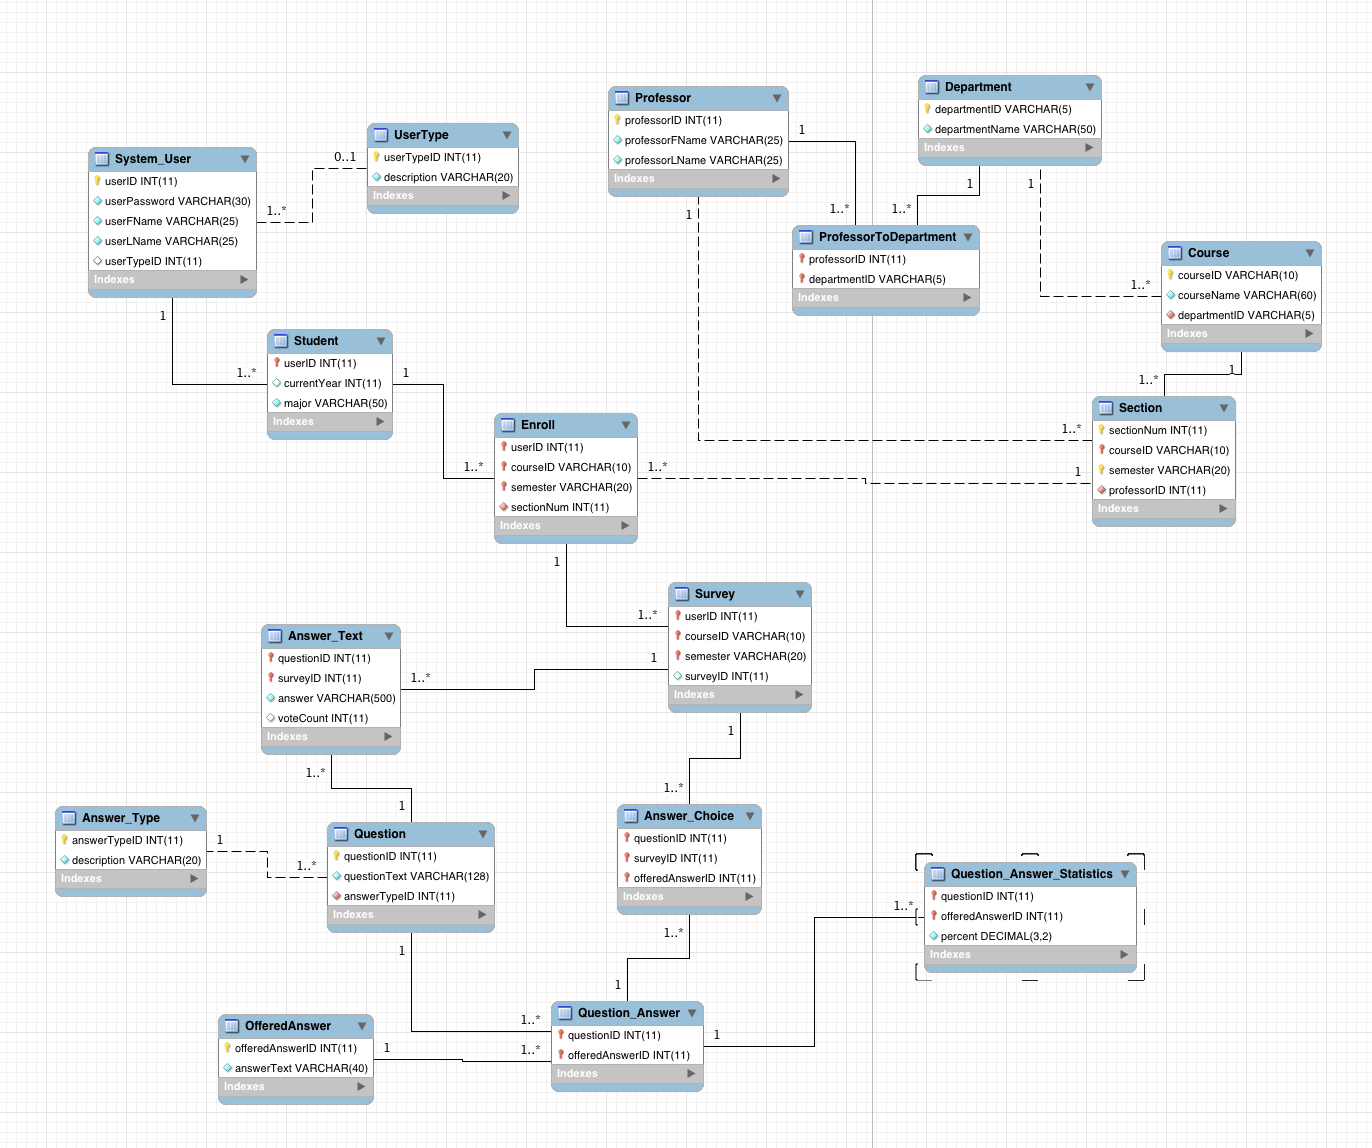 System_User
userID INT(11)
userPassword VARCHAR(30)
userFName VARCHAR(25)
userLName VARCHAR(25)
userTypeID INT(11)
Indexes
1..*
0..1
UserType
userTypeID INT(11)
description VARCHAR(20)
Indexes
Professor
professorID INT(11)
professorFName VARCHAR(25)
professorLName VARCHAR(25)
Indexes
1
1
Department
departmentID VARCHAR(5)
departmentName VARCHAR(50)
Indexes
1
1
1..*
1..*
ProfessorToDepartment
professorID INT(11)
departmentID VARCHAR(5)
Indexes
1..*
Course
courseID VARCHAR(10)
courseName VARCHAR(60)
departmentID VARCHAR(5)
Indexes
1
1..*
1
1..*
Student
userID INT(11)
currentYear INT(11)
major VARCHAR(50)
Indexes
1
1..*
Enroll
userID INT(11)
courseID VARCHAR(10)
semester VARCHAR(20)
sectionNum INT(11)
Indexes
1..*
1..*
1
Section
sectionNum INT(11)
courseID VARCHAR(10)
semester VARCHAR(20)
professorID INT(11)
Indexes
1
1..*
Survey
userID INT(11)
courseID VARCHAR(10)
semester VARCHAR(20)
surveyID INT(11)
Indexes
1
1
Answer_Text
questionID INT(11)
surveyID INT(11)
answer VARCHAR(500)
voteCount INT(11)
Indexes
1..*
1..*
1
Answer_Type
answerTypeID INT(11)
description VARCHAR(20)
Indexes
1
1..*
Question
questionID INT(11)
questionText VARCHAR(128)
answerTypeID INT(11)
Indexes
1
1..*
Answer_Choice
questionID INT(11)
surveyID INT(11)
offeredAnswerID INT(11)
Indexes
1..*
1
Question_Answer_Statistics
questionID INT(11)
offeredAnswerID INT(11)
percent DECIMAL(3,2)
Indexes
1..*
OfferedAnswer
offeredAnswerID INT(11)
answerText VARCHAR(40)
Indexes
1
1..*
1..*
Question_Answer
questionID INT(11)
offeredAnswerID INT(11)
Indexes
1